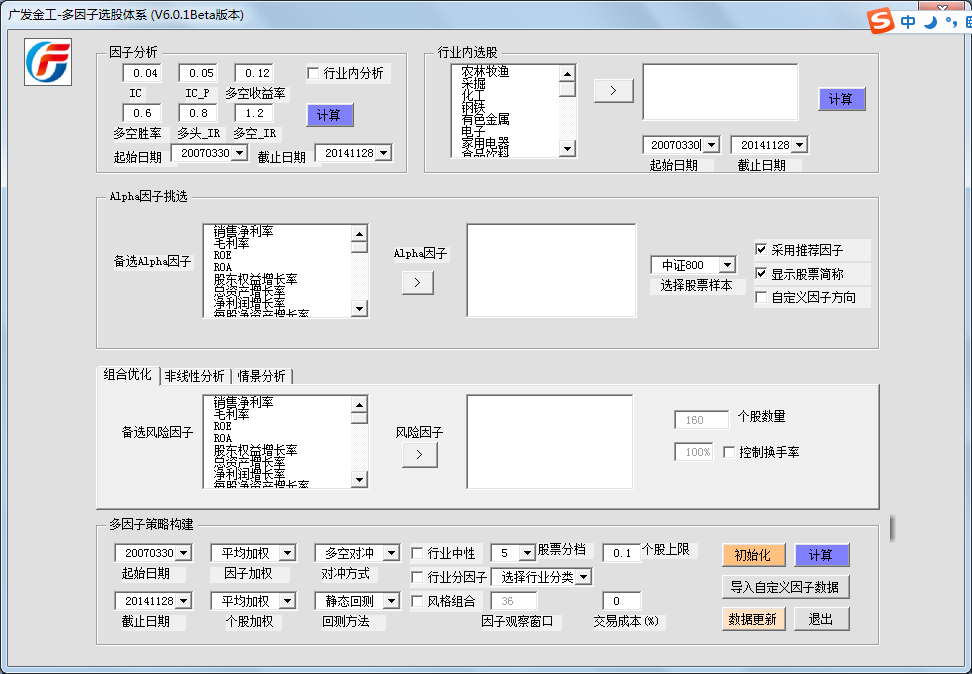 广发金工-多因子选股体系 (V6.0.1Beta版本)
中
因子分析
0.04 0.05 0.12 行业内分析
IC IC_P 多空收益率
0.6 0.8 1.2 计算
多空胜率 多头_IR 多空_IR
起始日期 20070330 截止日期 20141128
行业内选股
农林牧渔
采掘
化工
钢铁
有色金属
电子
家用电器
食品饮料
>
计算
20070330 20141128
起始日期 截止日期
Alpha因子挑选
备选Alpha因子
销售净利率
毛利率
ROE
ROA
股东权益增长率
总资产增长率
净利润增长率
每股净资产增长率
Alpha因子
>
中证800
选择股票样本
采用推荐因子
显示股票简称
自定义因子方向
组合优化 非线性分析 情景分析
备选风险因子
销售净利率
毛利率
ROE
ROA
股东权益增长率
总资产增长率
净利润增长率
每股净资产增长率
风险因子
>
160 个股数量
100% 控制换手率
多因子策略构建
20070330 平均加权 多空对冲 行业中性 5 股票分档 0.1 个股上限 初始化 计算
起始日期 因子加权 对冲方式 行业分因子 选择行业分类 导入自定义因子数据
20141128 平均加权 静态回测 风格组合 36 0
截止日期 个股加权 回测方法 因子观察窗口 交易成本(%) 数据更新 退出